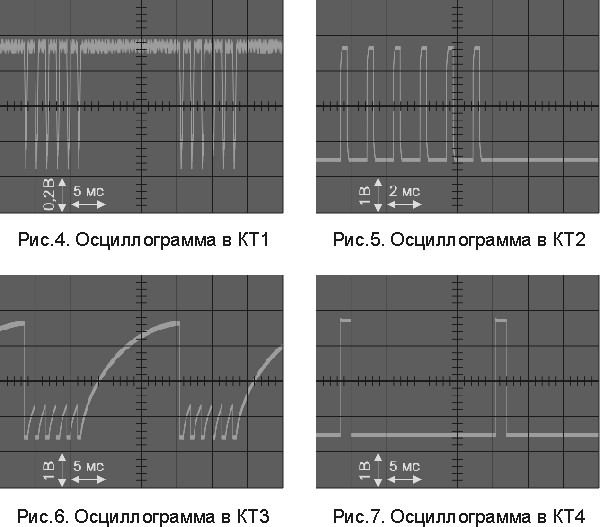 0,2В 5 мс
1В 2 мс
Рис.4. Осциллограмма в КТ1
Рис.5. Осциллограмма в КТ2
1В 5 мс
1В 5 мс
Рис.6. Осциллограмма в КТ3
Рис.7. Осциллограмма в КТ4